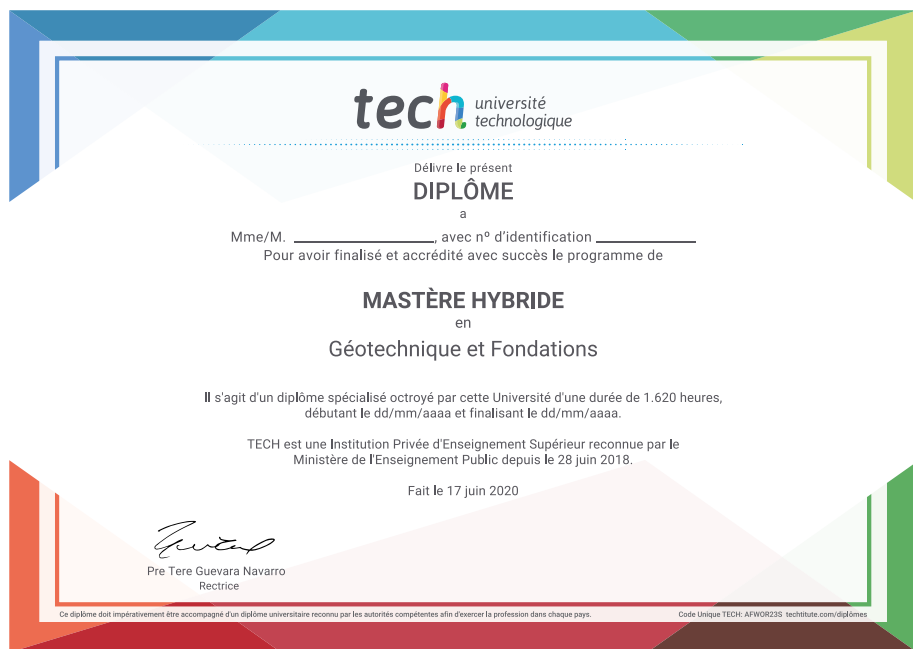 tech université
technologique
Délivre le présent
DIPLÔME
a
Mme/M. ________________, avec nº d'identification ___________
Pour avoir finalisé et accrédité avec succès le programme de
MASTÈRE HYBRIDE
en
Géotechnique et Fondations
Il s'agit d'un diplôme spécialisé octroyé par cette Université d'une durée de 1.620 heures,
débutant le dd/mm/aaaa et finalisant le dd/mm/aaaa.
TECH est une Institution Privée d'Enseignement Supérieur reconnue par le
Ministère de l'Enseignement Public depuis le 28 juin 2018.
Fait le 17 juin 2020
Pre Tere Guevara Navarro
Rectrice
Ce diplôme doit impérativement être accompagné d'un diplôme universitaire reconnu par les autorités compétentes afin d'exercer la profession dans chaque pays.
Code Unique TECH: AFWOR23S techtitute.com/diplômes